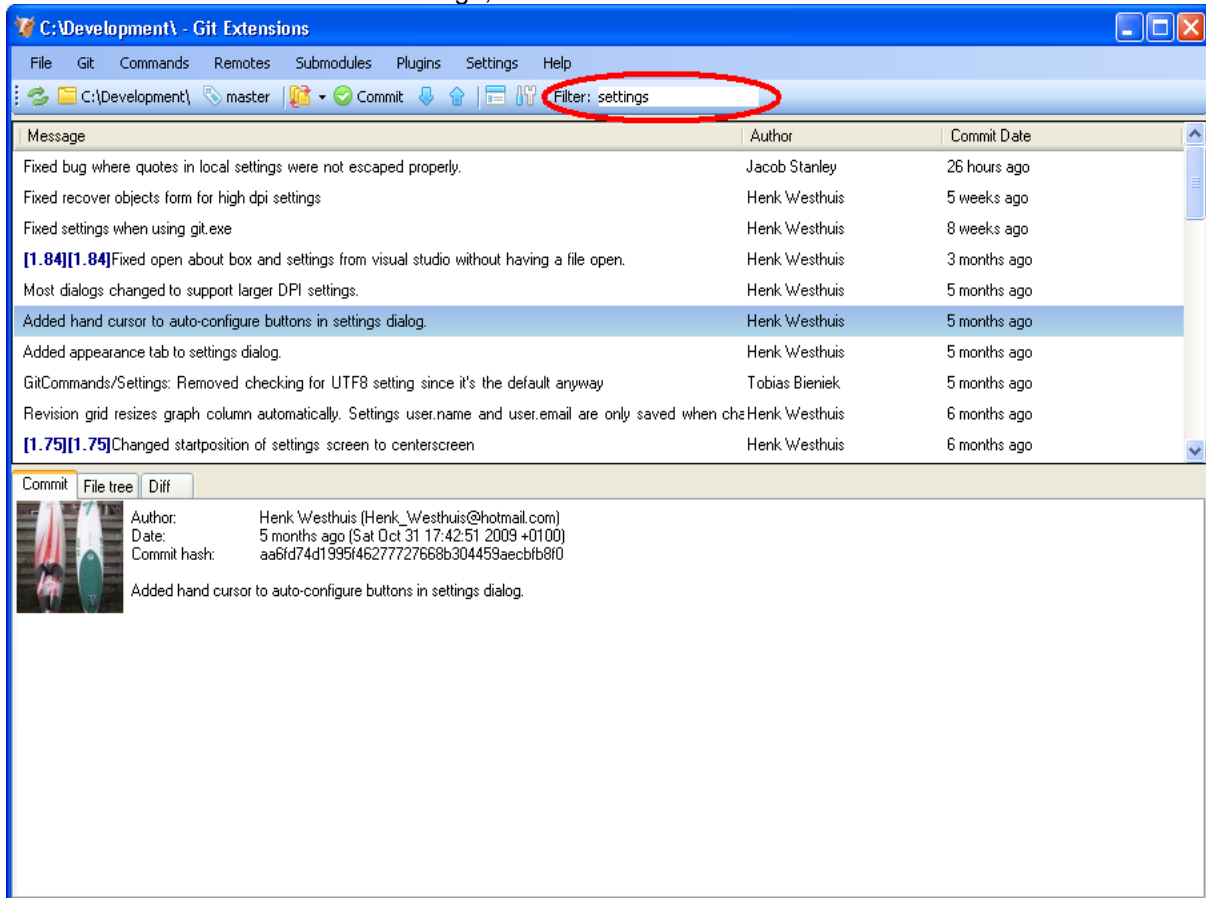 C:\Development\ - Git Extensions
File Git Commands Remotes Submodules Plugins Settings Help
C:\Development\ master Commit Filter: settings
Message Author Commit Date
Fixed bug where quotes in local settings were not escaped properly. Jacob Stanley 26 hours ago
Fixed recover objects form for high dpi settings Henk Westhuis 5 weeks ago
Fixed settings when using git.exe Henk Westhuis 8 weeks ago
[1.84][1.84]Fixed open about box and settings from visual studio without having a file open. Henk Westhuis 3 months ago
Most dialogs changed to support larger DPI settings. Henk Westhuis 5 months ago
Added hand cursor to auto-configure buttons in settings dialog. Henk Westhuis 5 months ago
Added appearance tab to settings dialog. Henk Westhuis 5 months ago
GitCommands/Settings: Removed checking for UTF8 setting since it's the default anyway Tobias Bieniek 5 months ago
Revision grid resizes graph column automatically. Settings user.name and user.email are only saved when cha Henk Westhuis 6 months ago
[1.75][1.75]Changed startposition of settings screen to centerscreen Henk Westhuis 6 months ago
Commit File tree Diff
Author: Henk Westhuis (Henk_Westhuis@hotmail.com)
Date: 5 months ago (Sat Oct 31 17:42:51 2009 +0100)
Commit hash: aa6fd74d1995f46277727668b304459aecbfb8f0
Added hand cursor to auto-configure buttons in settings dialog.